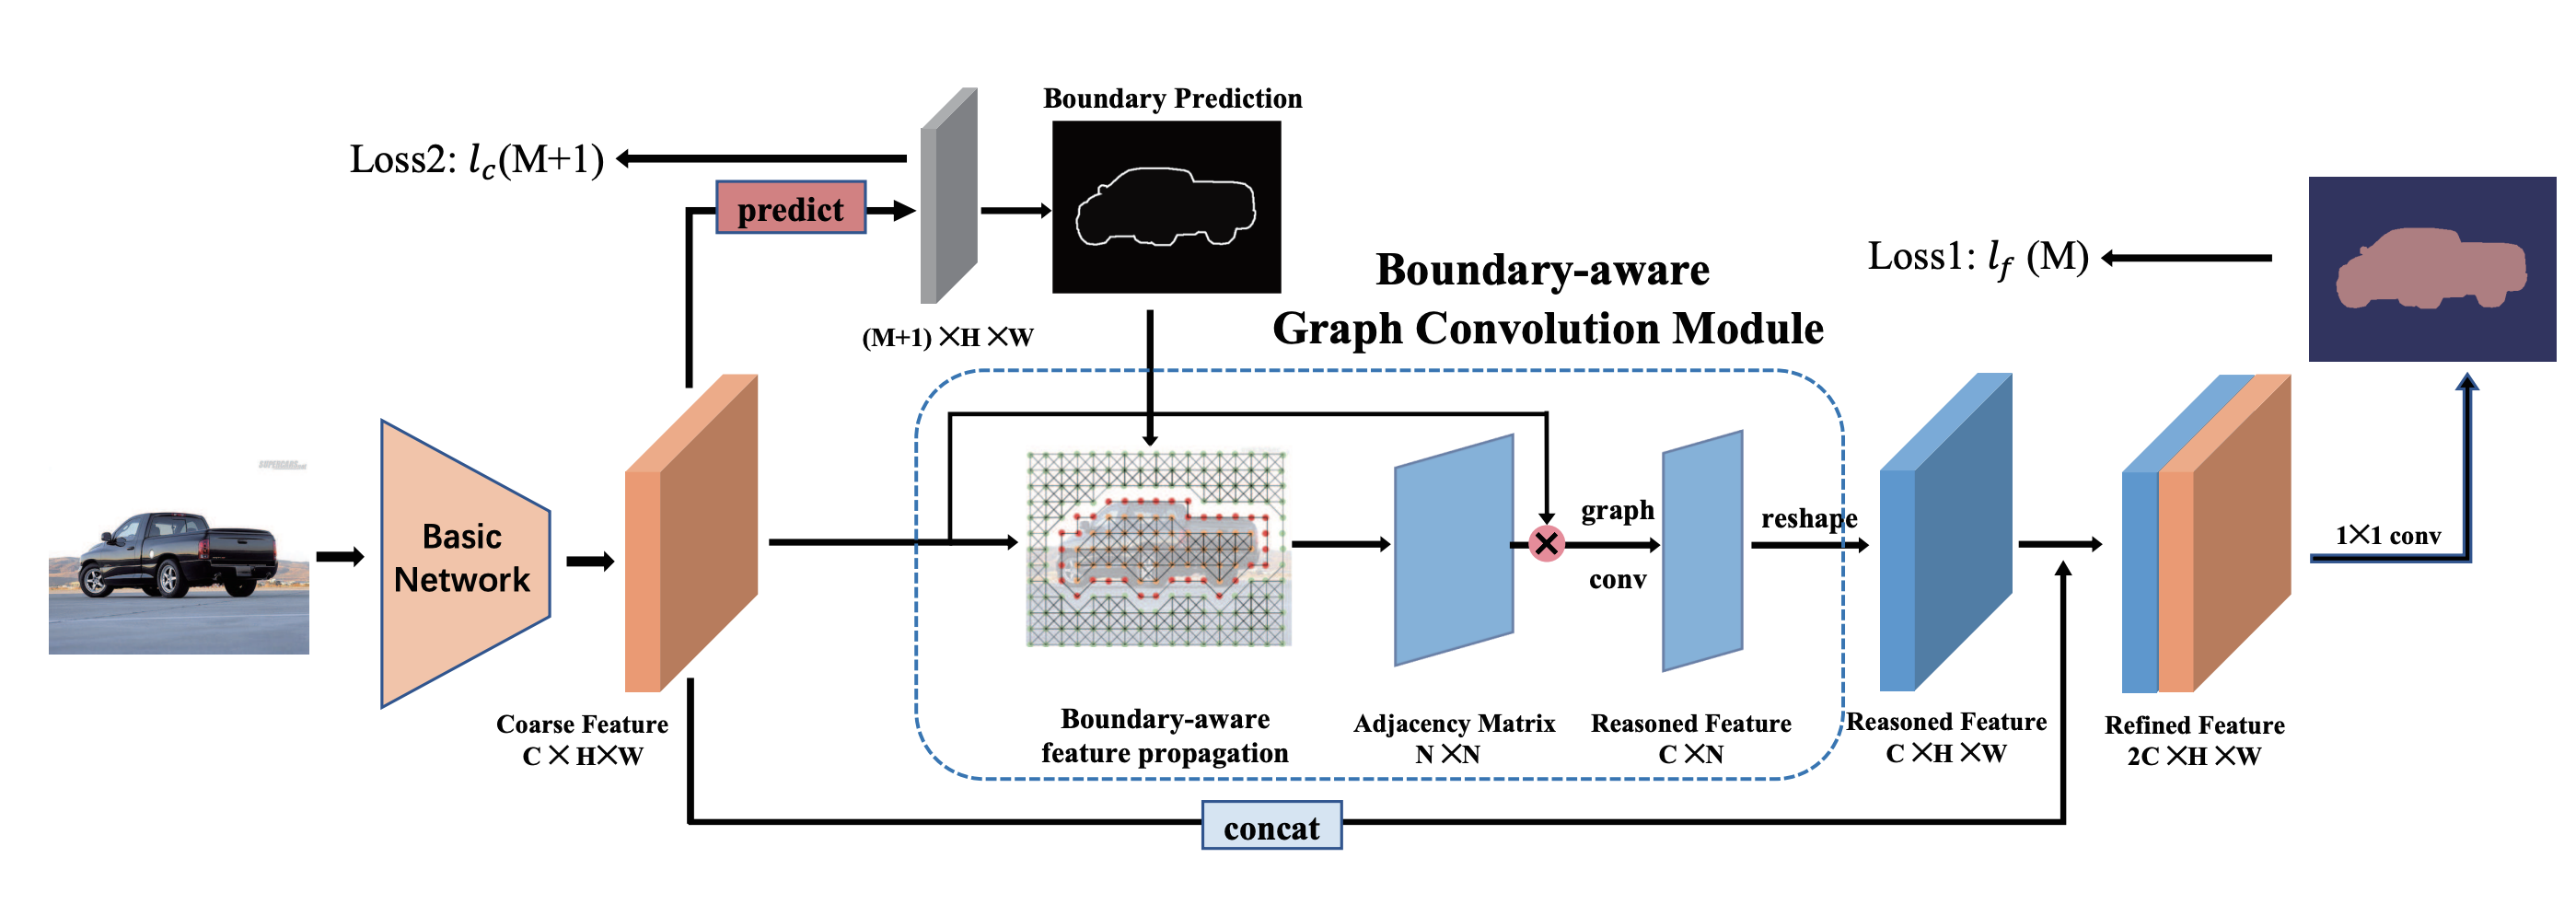 Boundary Prediction
Loss2: l_c(M+1)
predict
(M+1) ×H ×W
Boundary-aware
Graph Convolution Module
Loss1: l_f (M)
Basic
Network
graph
conv
reshape
1×1 conv
Coarse Feature
C × H×W
Boundary-aware
feature propagation
Adjacency Matrix
N ×N
Reasoned Feature
C ×N
Reasoned Feature
C ×H ×W
Refined Feature
2C ×H ×W
concat